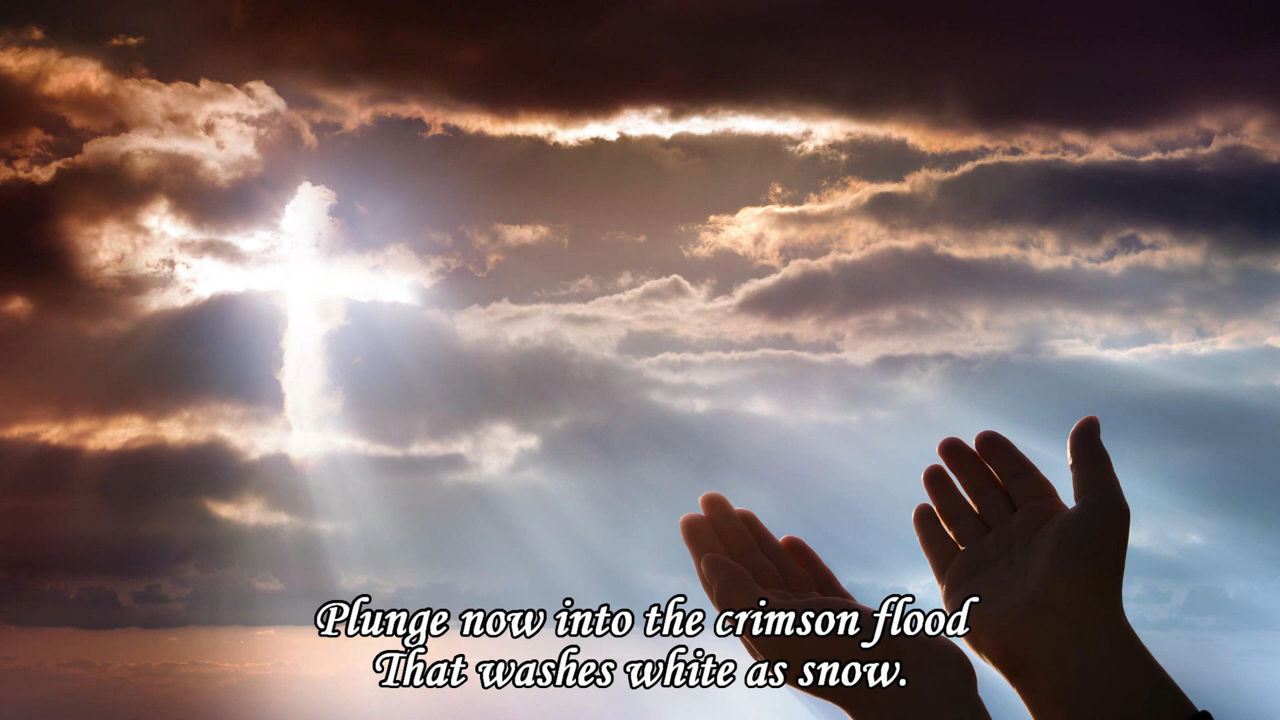 Plunge now into the crimson flood
That washes white as snow.